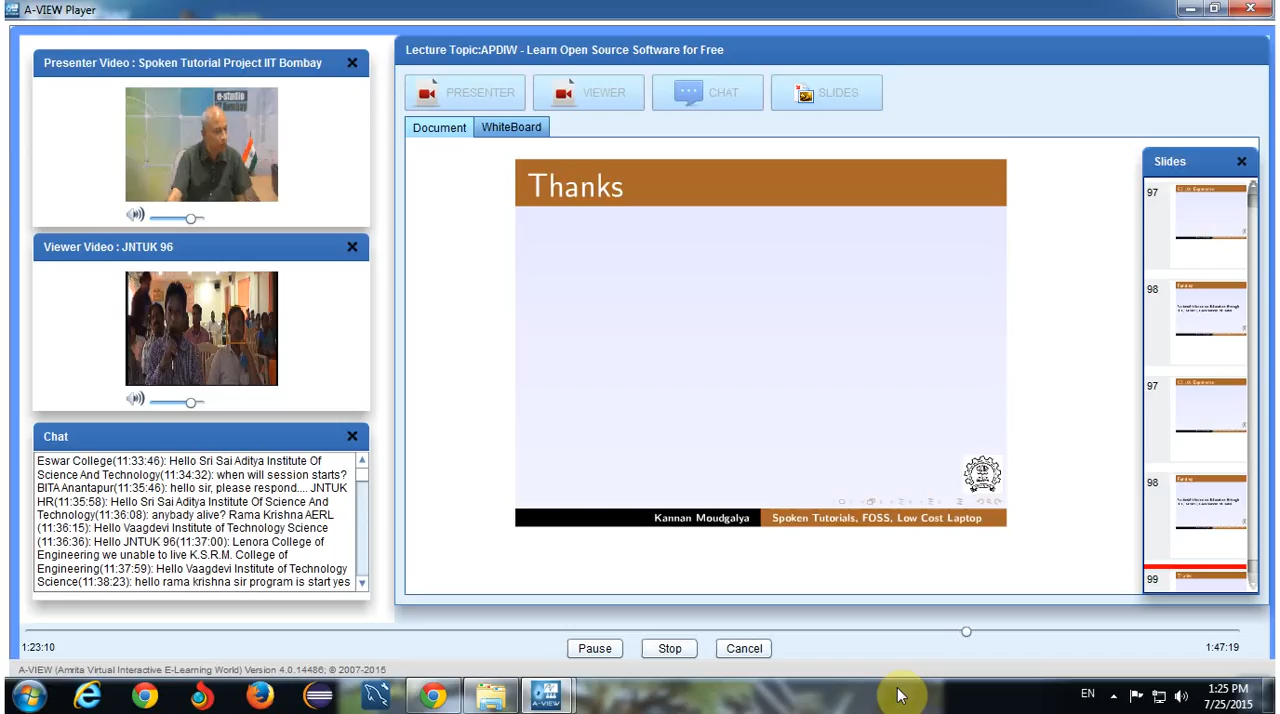 A-VIEW Player
Presenter Video : Spoken Tutorial Project IIT Bombay
e-studio
Viewer Video : JNTUK 96
Chat
Eswar College(11:33:46): Hello Sri Sai Aditya Institute Of
Science And Technology(11:34:32): when will session starts?
BITA Anantapur(11:35:46): hello sir, please respond.... JNTUK
HR(11:35:58): Hello Sri Sai Aditya Institute Of Science And
Technology(11:36:08): anybady alive? Rama Krishna AERL
(11:36:15): Hello Vaagdevi Institute of Technology Science
(11:36:36): Hello JNTUK 96(11:37:00): Lenora College of
Engineering we unable to live K.S.R.M. College of
Engineering(11:37:59): Hello Vaagdevi Institute of Technology
Science(11:38:23): hello rama krishna sir program is start yes
Lecture Topic:APDIW - Learn Open Source Software for Free
PRESENTER
VIEWER
CHAT
SLIDES
Document
WhiteBoard
Thanks
Kannan Moudgalya
Spoken Tutorials, FOSS, Low Cost Laptop
Slides
97
98
97
98
99
Thanks
1:23:10
Pause
Stop
Cancel
1:47:19
A-VIEW (Amrita Virtual Interactive E-Learning World) Version 4.0.14486; © 2007-2015
A-VIEW
EN
1:25 PM
7/25/2015